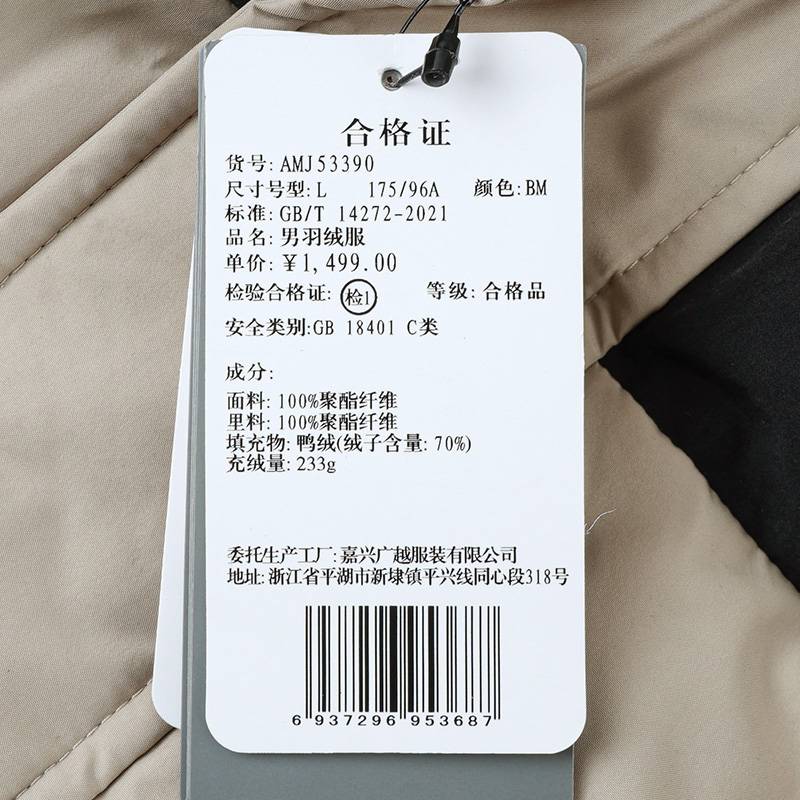 合格证
货号: AMJ53390
尺寸号型: L 175/96A 颜色: BM
标准: GB/T 14272-2021
品名: 男羽绒服
单价: ￥1,499.00
检验合格证: 检1 等级: 合格品
安全类别:GB 18401 C类
成分:
面料: 100%聚酯纤维
里料: 100%聚酯纤维
填充物: 鸭绒(绒子含量: 70%)
充绒量: 233g
委托生产工厂: 嘉兴广越服装有限公司
地址: 浙江省平湖市新埭镇平兴线同心段318号
6 937296 953687